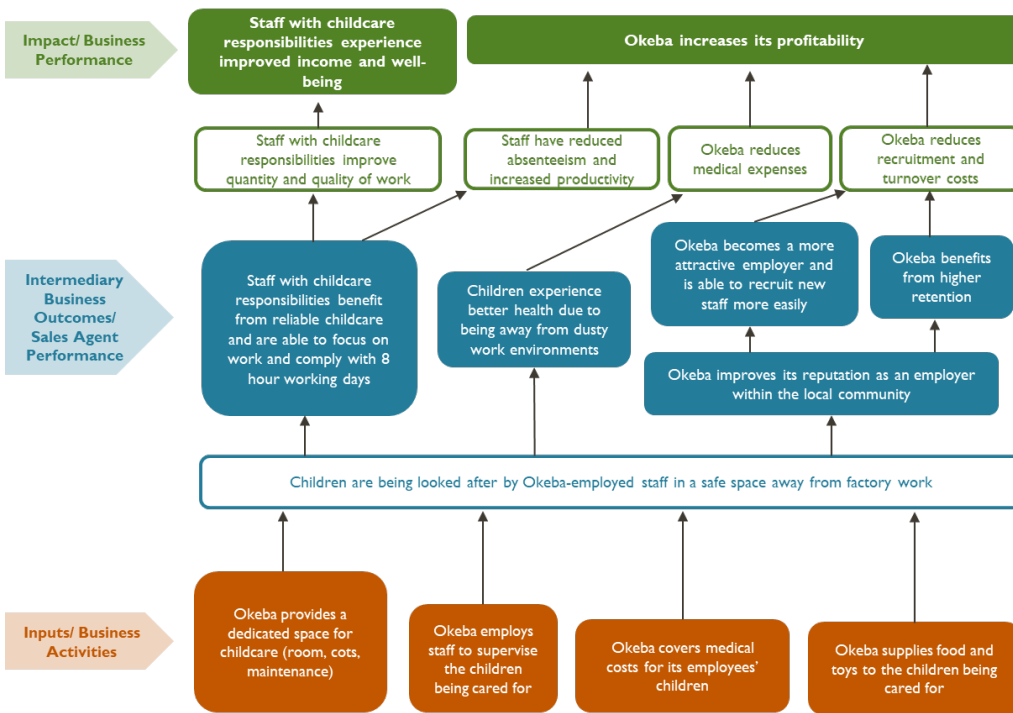 Impact/ Business
Performance
Staff with childcare
responsibilities experience
improved income and well-
being
Okeba increases its profitability
Staff with childcare
responsibilities improve
quantity and quality of work
Staff have reduced
absenteeism and
increased productivity
Okeba reduces
medical expenses
Okeba reduces
recruitment and
turnover costs
Intermediary
Business
Outcomes/
Sales Agent
Performance
Staff with childcare
responsibilities benefit
from reliable childcare
and are able to focus on
work and comply with 8
hour working days
Children experience
better health due to
being away from dusty
work environments
Okeba becomes a more
attractive employer and
is able to recruit new
staff more easily
Okeba benefits
from higher
retention
Okeba improves its reputation as an employer
within the local community
Children are being looked after by Okeba-employed staff in a safe space away from factory work
Inputs/ Business
Activities
Okeba provides a
dedicated space for
childcare (room, cots,
maintenance)
Okeba employs
staff to supervise
the children
being cared for
Okeba covers medical
costs for its employees’
children
Okeba supplies food and
toys to the children being
cared for